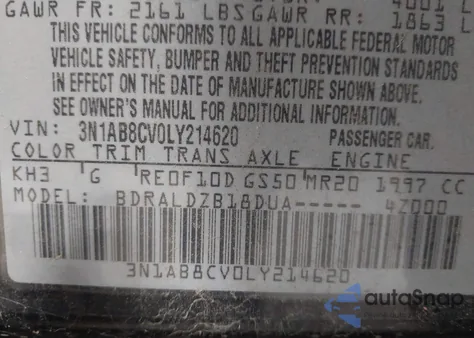 GAWR FR: 2161 LBS GAWR RR: 1863 L
THIS VEHICLE CONFORMS TO ALL APPLICABLE FEDERAL MOTOR
VEHICLE SAFETY, BUMPER AND THEFT PREVENTION STANDARDS
IN EFFECT ON THE DATE OF MANUFACTURE SHOWN ABOVE.
SEE OWNER'S MANUAL FOR ADDITIONAL INFORMATION.
VIN: 3N1AB8CV0LY214620 PASSENGER CAR.
COLOR TRIM TRANS AXLE ENGINE
KH3 G RE0F10D GS50 MR20 1997 CC
MODEL: BDRALDZB18DUA----- 4Z000
3N1AB8CV0LY214620
autoSnap